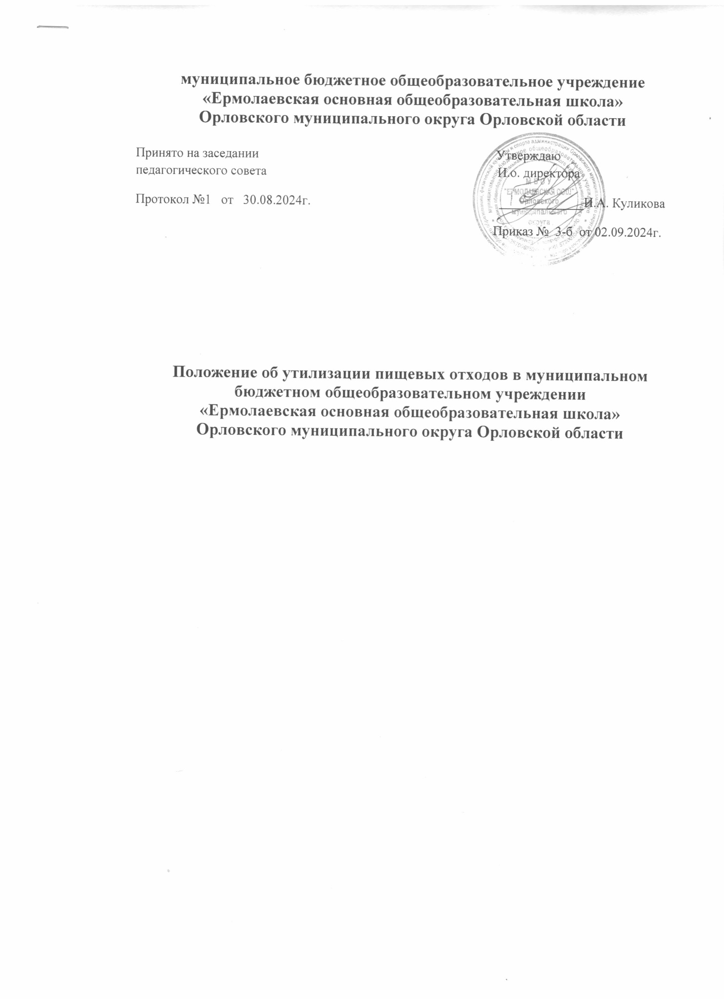 муниципальное бюджетное общеобразовательное учреждение
«Ермолаевская основная общеобразовательная школа»
Орловского муниципального округа Орловской области
Принято на заседании
педагогического совета
Протокол №1 от 30.08.2024г.
Утверждаю
И.о. директора
И.А. Куликова
Приказ № 3-б от 02.09.2024г.
МБОУ
"ЕРМОЛАЕВСКАЯ ООШ"
Орловского
муниципального
округа
Положение об утилизации пищевых отходов в муниципальном
бюджетном общеобразовательном учреждении
«Ермолаевская основная общеобразовательная школа»
Орловского муниципального округа Орловской области